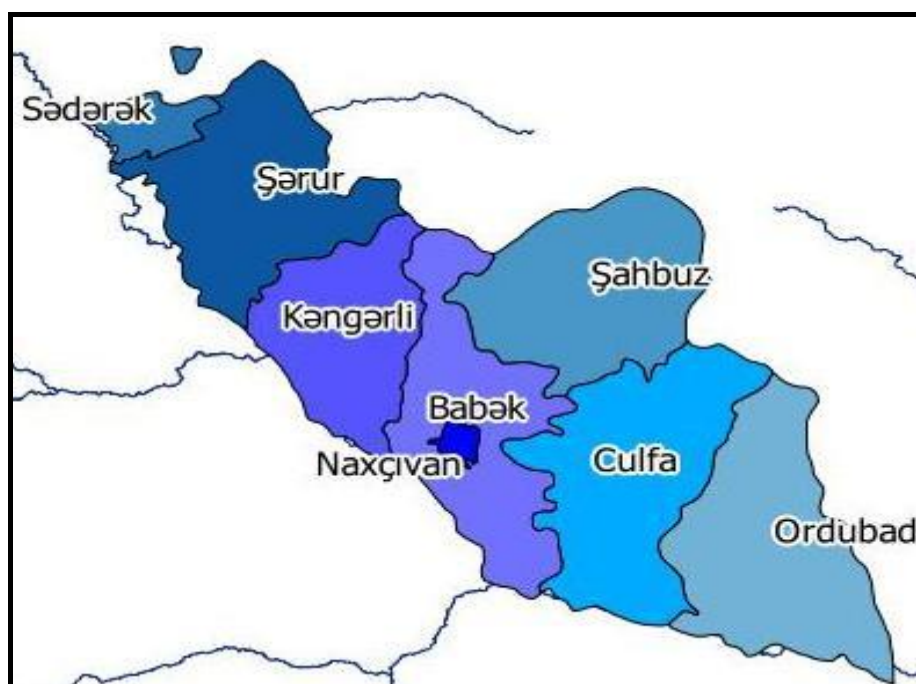 Sədərək
Şərur
Şahbuz
Kəngərli
Babək
Naxçıvan
Culfa
Ordubad